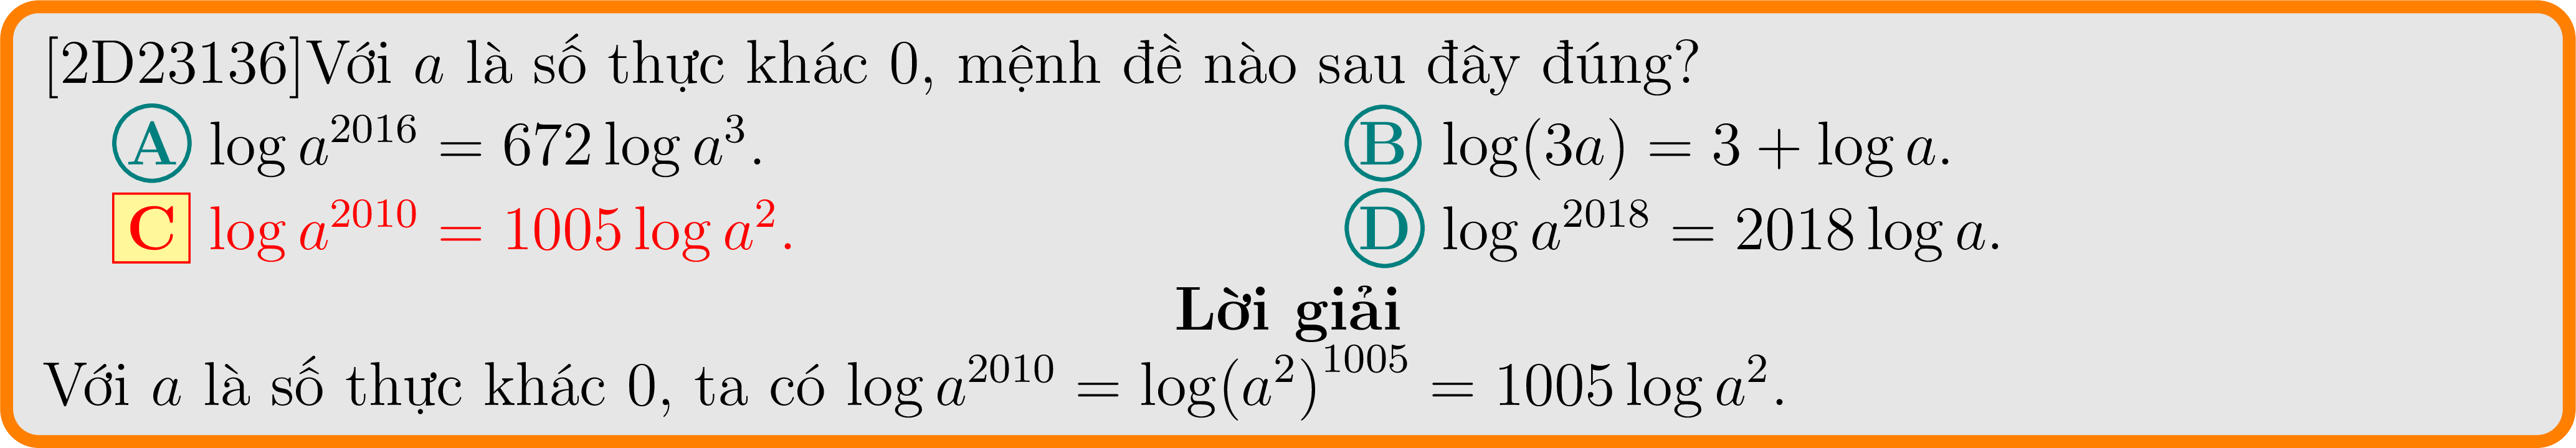 [2D23136]Với a là số thực khác 0, mệnh đề nào sau đây đúng?
A log a^{2016} = 672 log a^3. B log(3a) = 3 + log a.
C log a^{2010} = 1005 log a^2. D log a^{2018} = 2018 log a.
Lời giải
Với a là số thực khác 0, ta có log a^{2010} = log(a^2)^{1005} = 1005 log a^2.